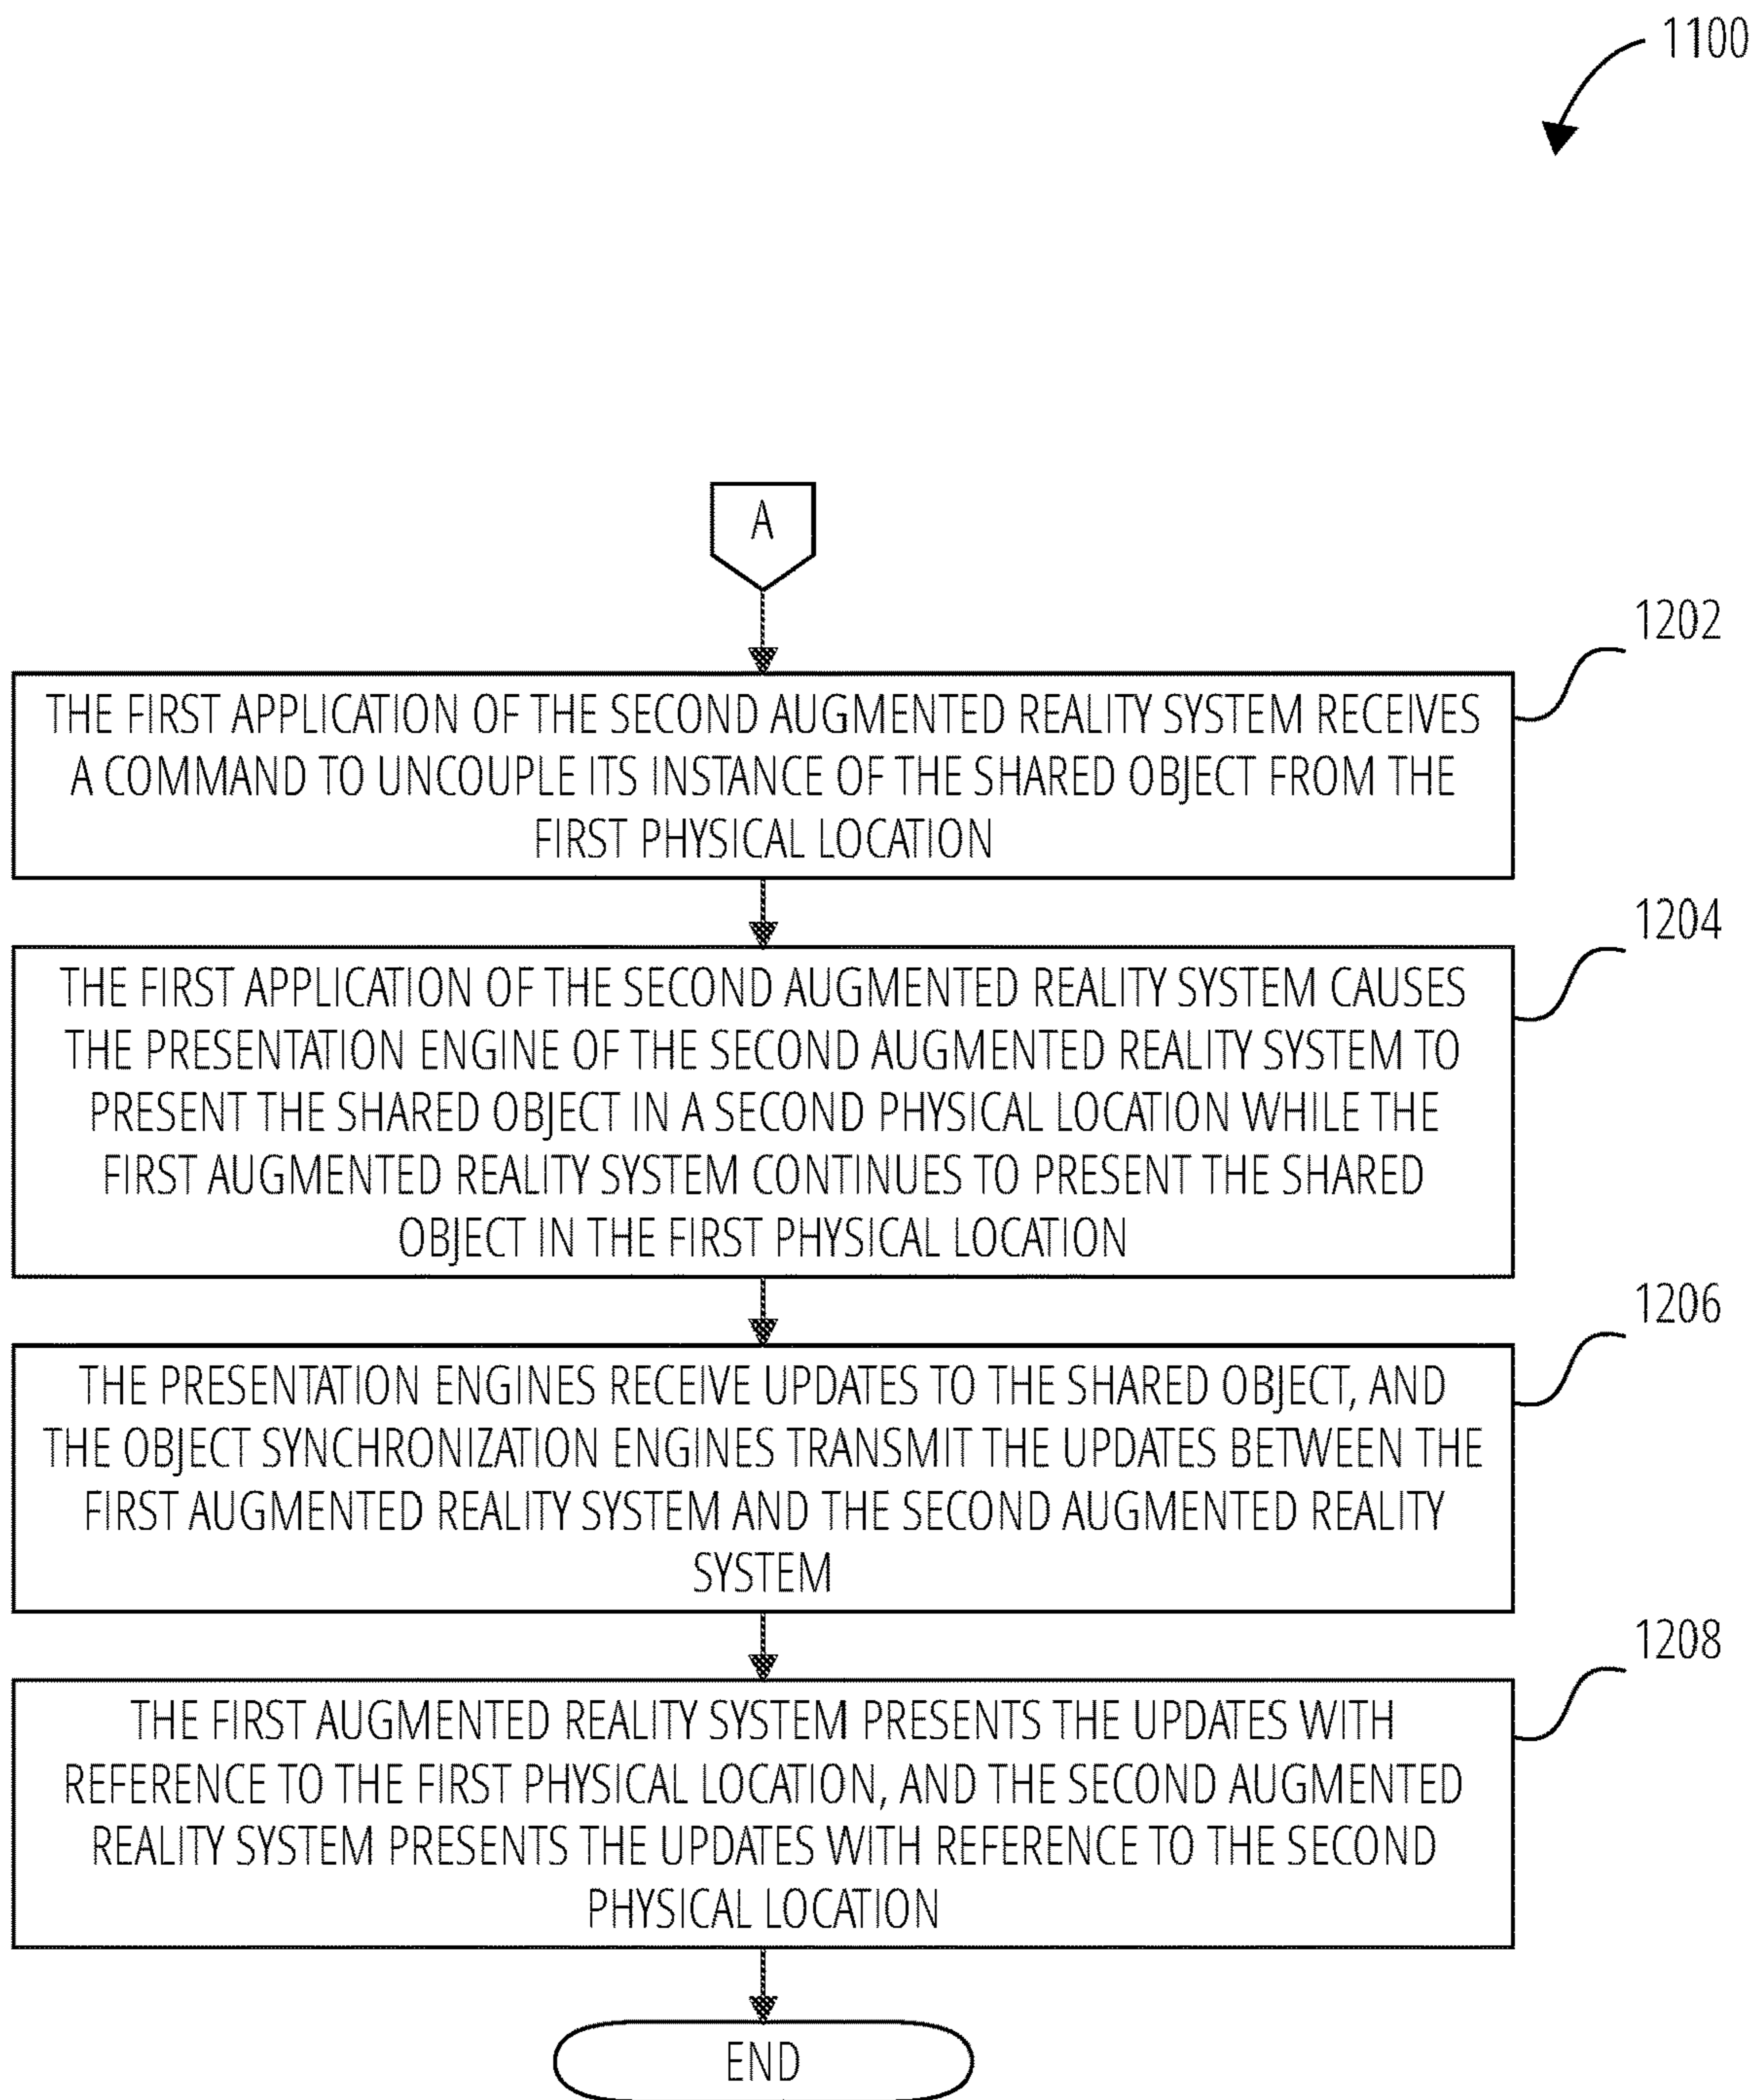 1100
A
1202
THE FIRST APPLICATION OF THE SECOND AUGMENTED REALITY SYSTEM RECEIVES
A COMMAND TO UNCOUPLE ITS INSTANCE OF THE SHARED OBJECT FROM THE
FIRST PHYSICAL LOCATION
1204
THE FIRST APPLICATION OF THE SECOND AUGMENTED REALITY SYSTEM CAUSES
THE PRESENTATION ENGINE OF THE SECOND AUGMENTED REALITY SYSTEM TO
PRESENT THE SHARED OBJECT IN A SECOND PHYSICAL LOCATION WHILE THE
FIRST AUGMENTED REALITY SYSTEM CONTINUES TO PRESENT THE SHARED
OBJECT IN THE FIRST PHYSICAL LOCATION
1206
THE PRESENTATION ENGINES RECEIVE UPDATES TO THE SHARED OBJECT, AND
THE OBJECT SYNCHRONIZATION ENGINES TRANSMIT THE UPDATES BETWEEN THE
FIRST AUGMENTED REALITY SYSTEM AND THE SECOND AUGMENTED REALITY
SYSTEM
1208
THE FIRST AUGMENTED REALITY SYSTEM PRESENTS THE UPDATES WITH
REFERENCE TO THE FIRST PHYSICAL LOCATION, AND THE SECOND AUGMENTED
REALITY SYSTEM PRESENTS THE UPDATES WITH REFERENCE TO THE SECOND
PHYSICAL LOCATION
END